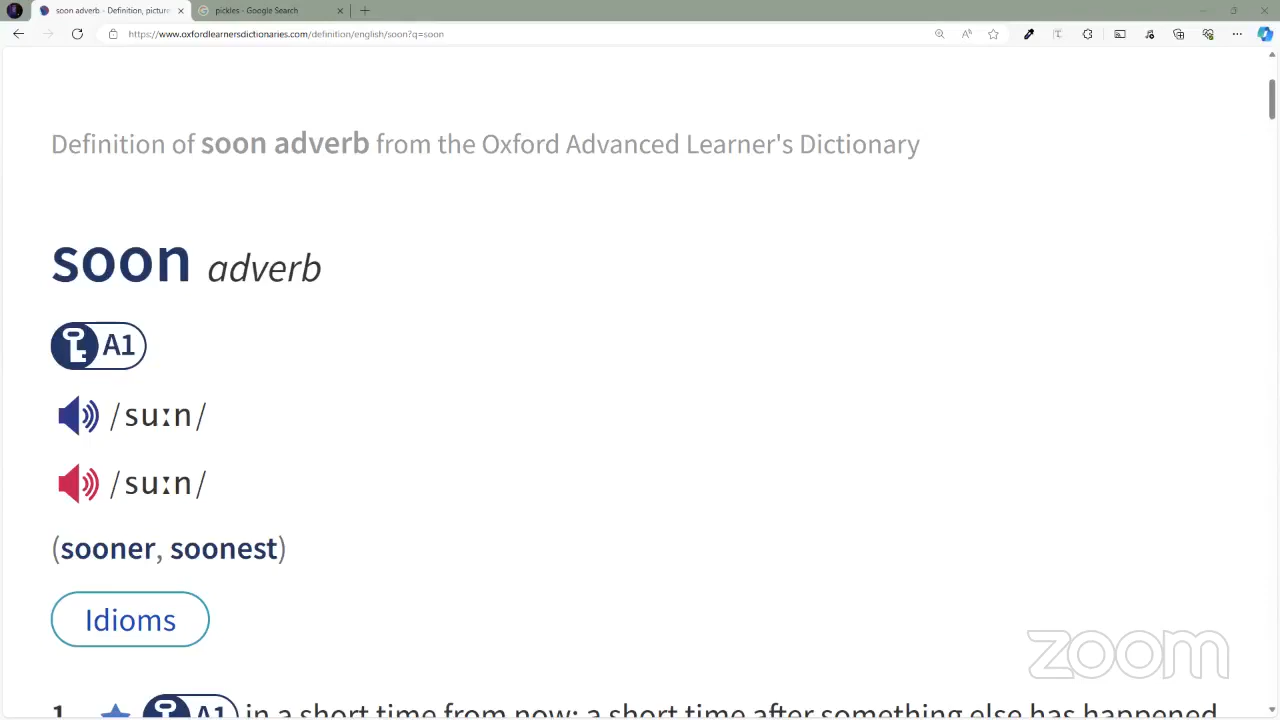 soon adverb - Definition, picture
pickles - Google Search
https://www.oxfordlearnersdictionaries.com/definition/english/soon?q=soon
Definition of soon adverb from the Oxford Advanced Learner's Dictionary
soon adverb
A1
/suːn/
/suːn/
(sooner, soonest)
Idioms
zoom
1 A1 in a short time from now; a short time after something else has happened